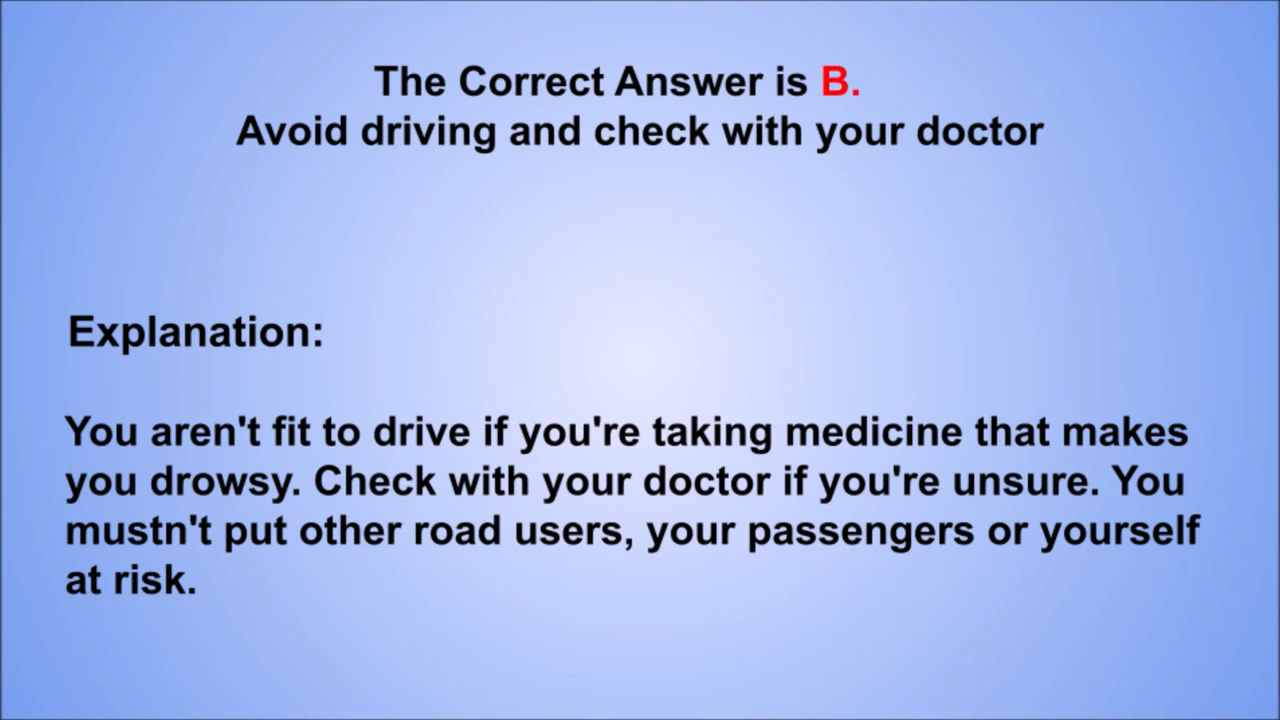 The Correct Answer is B.
Avoid driving and check with your doctor
Explanation:
You aren't fit to drive if you're taking medicine that makes
you drowsy. Check with your doctor if you're unsure. You
mustn't put other road users, your passengers or yourself
at risk.